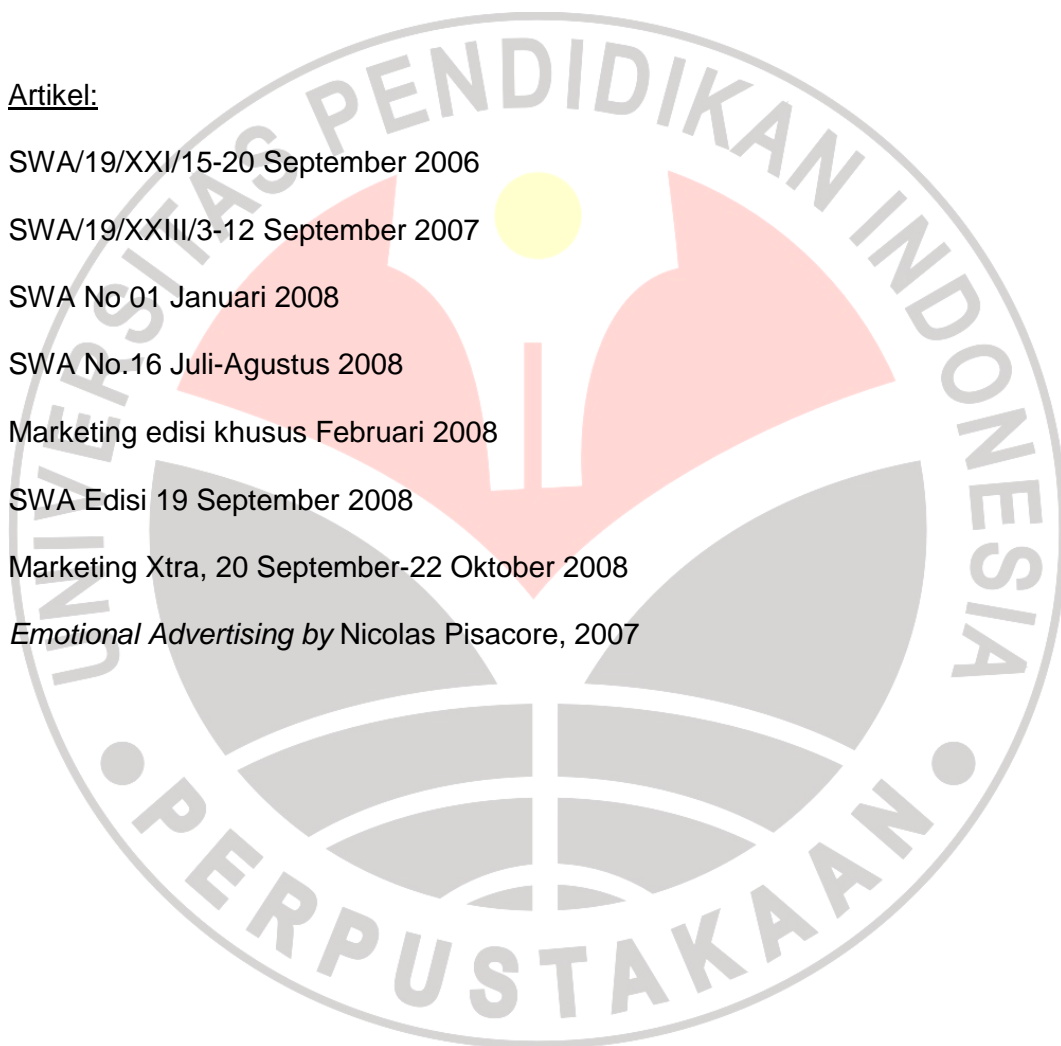 Artikel:
SWA/19/XXI/15-20 September 2006
SWA/19/XXIII/3-12 September 2007
SWA No 01 Januari 2008
SWA No.16 Juli-Agustus 2008
Marketing edisi khusus Februari 2008
SWA Edisi 19 September 2008
Marketing Xtra, 20 September-22 Oktober 2008
Emotional Advertising by Nicolas Pisacore, 2007
UNIVERSITAS PENDIDIKAN INDONESIA
PERPUSTAKAAN